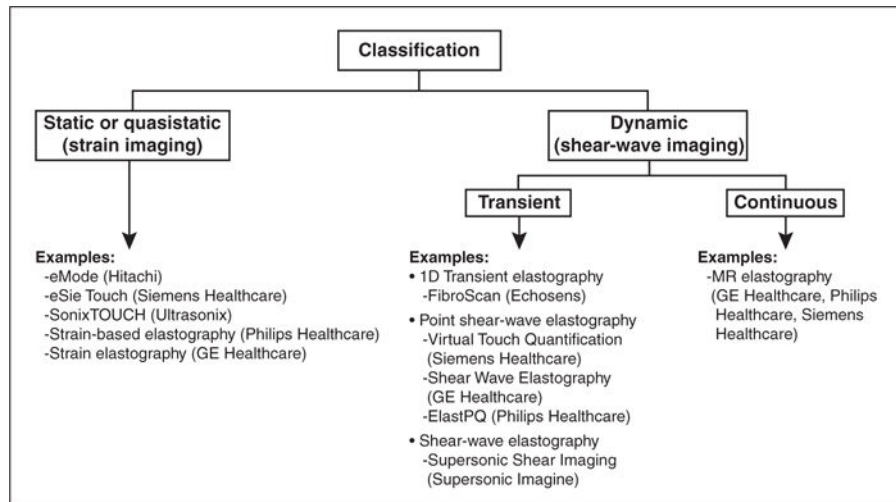 Classification
Static or quasistatic
(strain imaging)
Dynamic
(shear-wave imaging)
Transient
Continuous
Examples:
-eMode (Hitachi)
-eSie Touch (Siemens Healthcare)
-SonixTOUCH (Ultrasonix)
-Strain-based elastography (Philips Healthcare)
-Strain elastography (GE Healthcare)
Examples:
• 1D Transient elastography
-FibroScan (Echosens)
• Point shear-wave elastography
-Virtual Touch Quantification
(Siemens Healthcare)
-Shear Wave Elastography
(GE Healthcare)
-ElastPQ (Philips Healthcare)
• Shear-wave elastography
-Supersonic Shear Imaging
(Supersonic Imagine)
Examples:
-MR elastography
(GE Healthcare, Philips
Healthcare, Siemens
Healthcare)